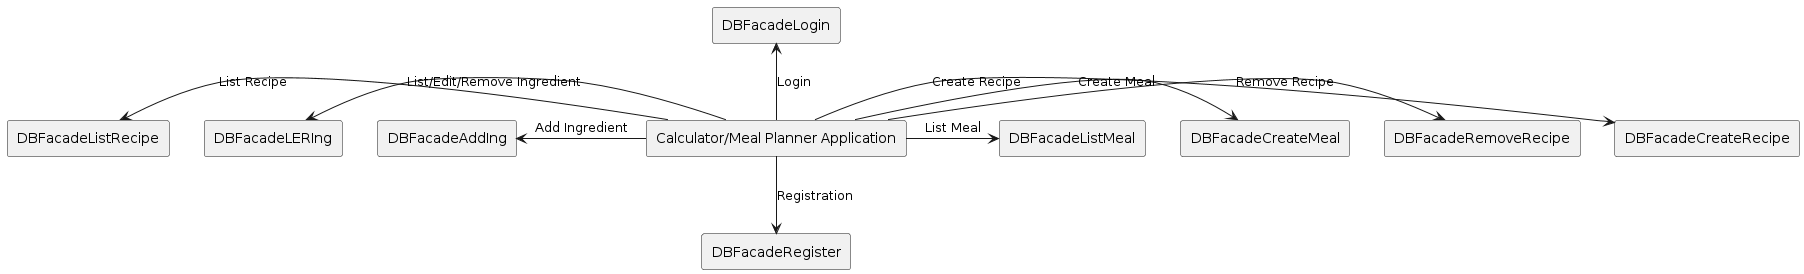 DBFacadeLogin
List Recipe
List/Edit/Remove Ingredient
Login
Create Recipe
Create Meal
Remove Recipe
DBFacadeListRecipe
DBFacadeLERIng
DBFacadeAddIng
Add Ingredient
Calculator/Meal Planner Application
List Meal
DBFacadeListMeal
DBFacadeCreateMeal
DBFacadeRemoveRecipe
DBFacadeCreateRecipe
Registration
DBFacadeRegister